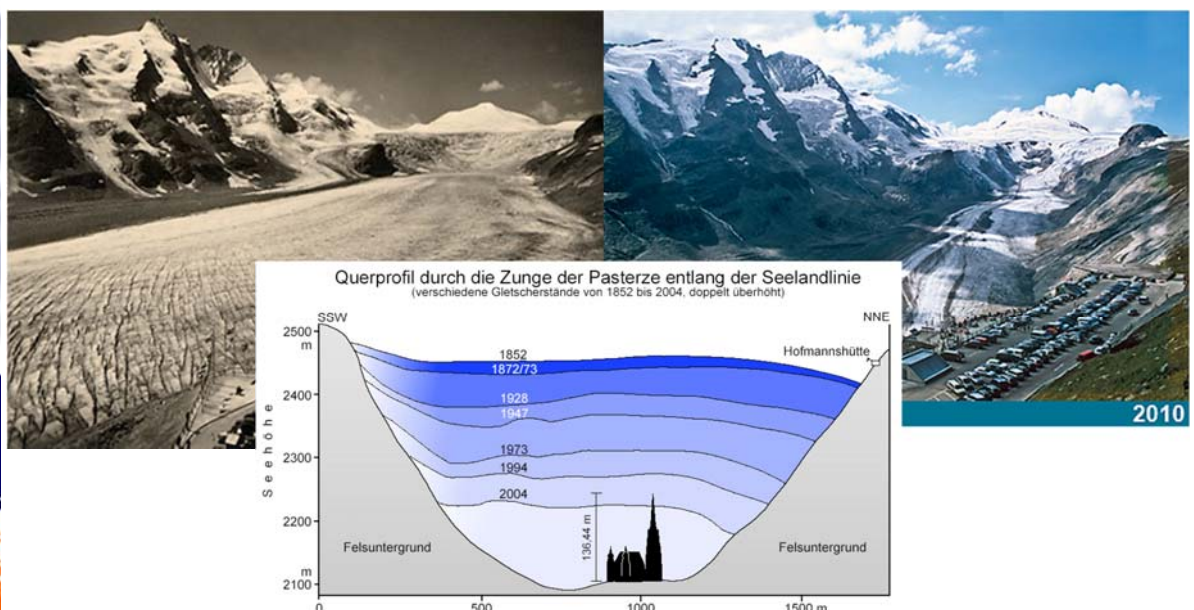 2010
Querprofil durch die Zunge der Pasterze entlang der Seelandlinie
(verschiedene Gletscherstände von 1852 bis 2004, doppelt überhöht)
SSW
NNE
2500
m
Hofmannshütte
1852
1872/73
2400
1928
1947
2300
1973
1994
2004
2200
136,44 m
Felsuntergrund
Felsuntergrund
m
2100
Seehöhe
0
500
1000
1500 m